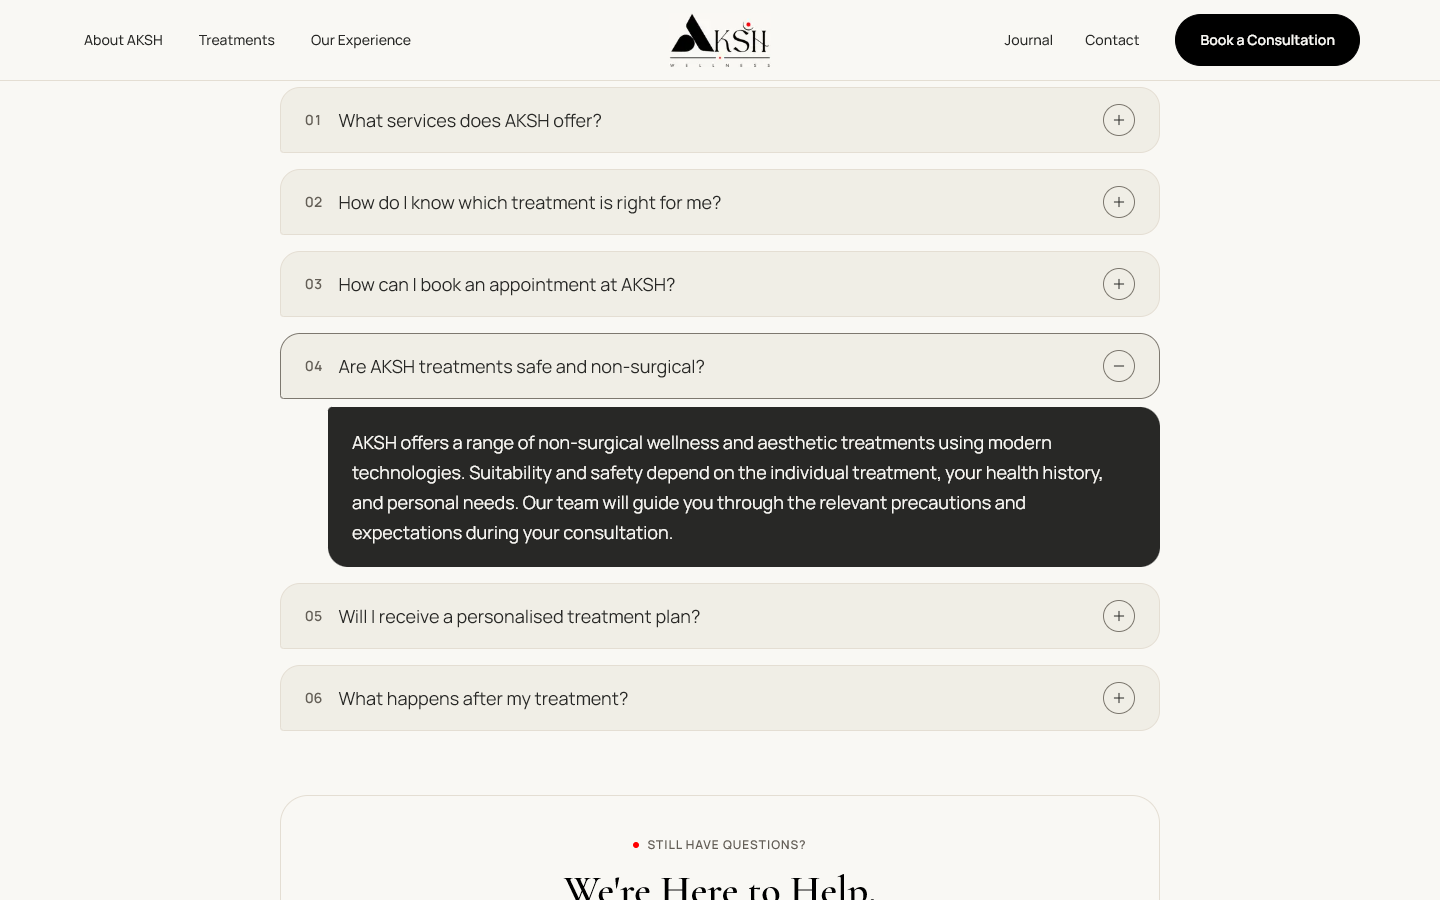 About AKSH
Treatments
Our Experience
AKSH
WELLNESS
Journal
Contact
Book a Consultation
01 What services does AKSH offer?
02 How do I know which treatment is right for me?
03 How can I book an appointment at AKSH?
04 Are AKSH treatments safe and non-surgical?
AKSH offers a range of non-surgical wellness and aesthetic treatments using modern
technologies. Suitability and safety depend on the individual treatment, your health history,
and personal needs. Our team will guide you through the relevant precautions and
expectations during your consultation.
05 Will I receive a personalised treatment plan?
06 What happens after my treatment?
STILL HAVE QUESTIONS?
We're Here to Help.